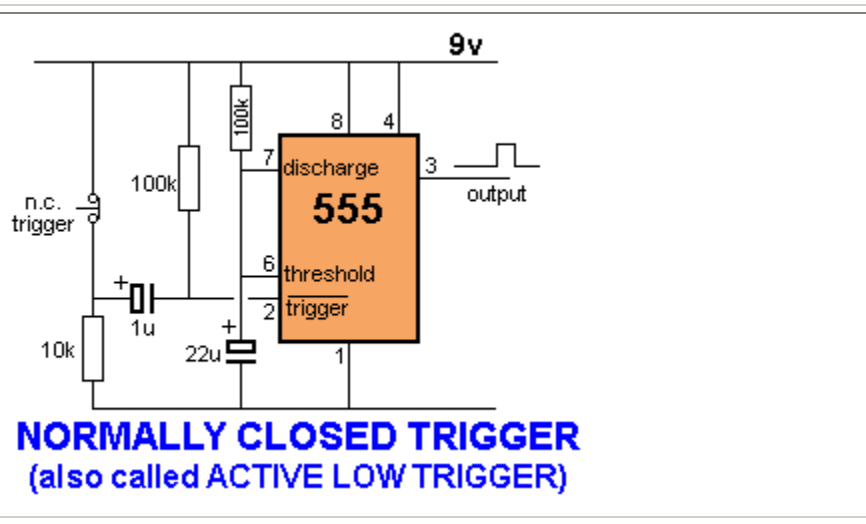 9v
100k
8
4
7
discharge
3
100k
n.c.
trigger
555
output
6
threshold
+
2
trigger
1u
+
10k
22u
1
NORMALLY CLOSED TRIGGER
(also called ACTIVE LOW TRIGGER)